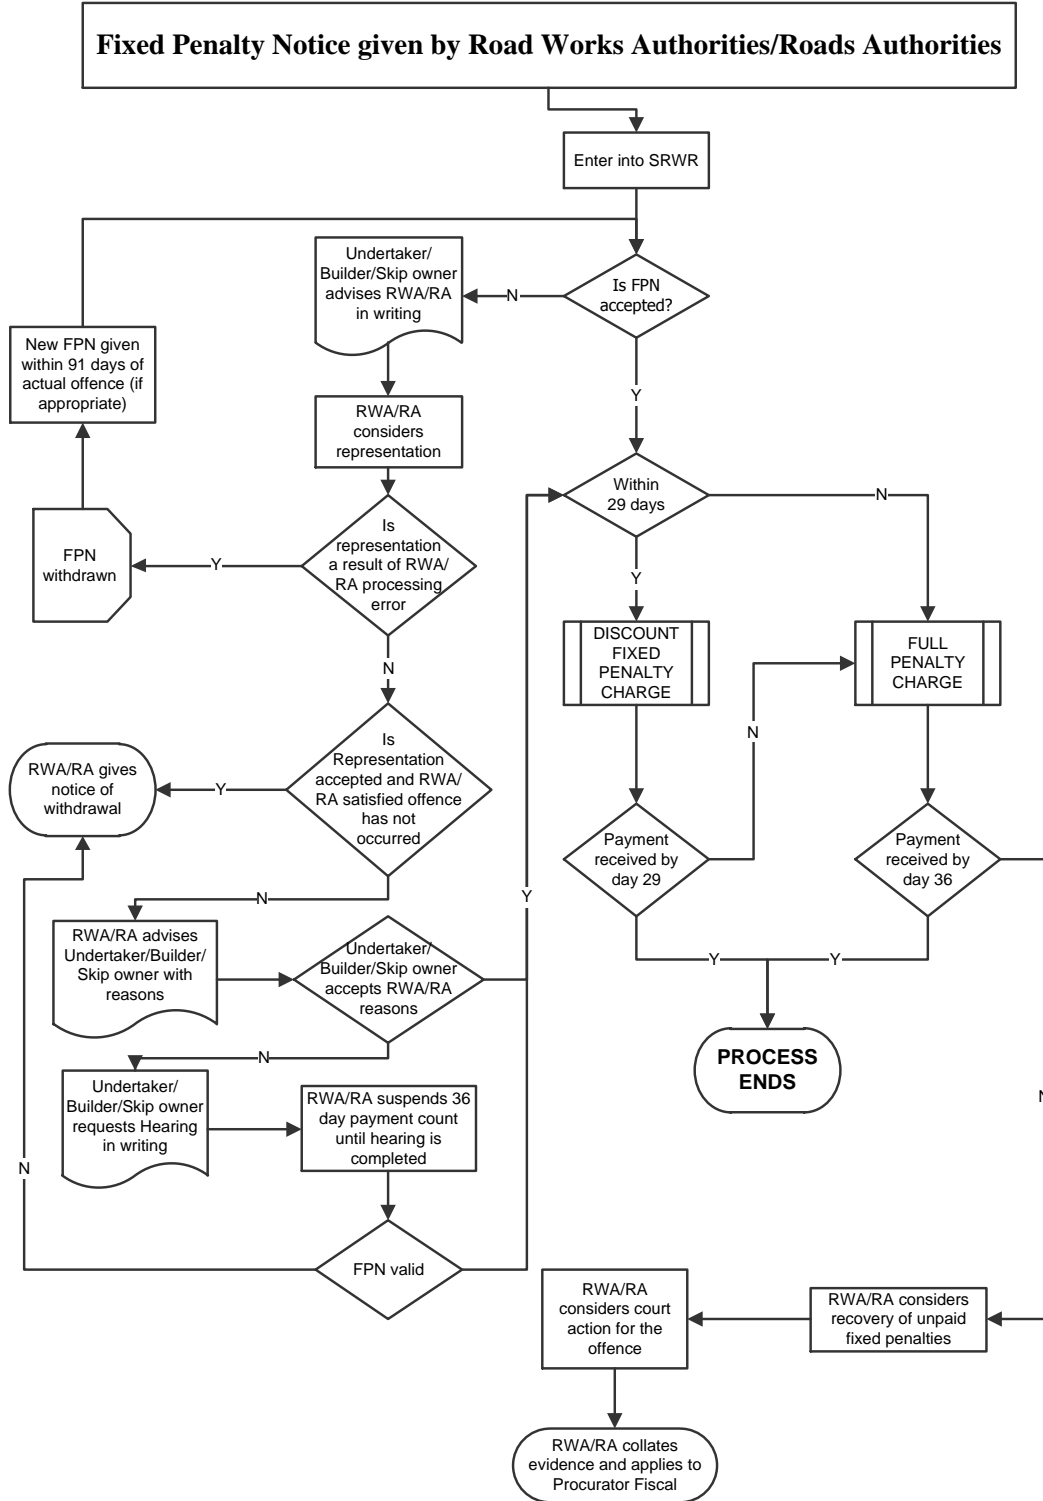 Fixed Penalty Notice given by Road Works Authorities/Roads Authorities
Enter into SRWR
Is FPN
accepted?
N
Undertaker/
Builder/Skip owner
advises RWA/RA
in writing
New FPN given
within 91 days of
actual offence (if
appropriate)
Y
RWA/RA
considers
representation
Within
29 days
N
Is
representation
a result of RWA/
RA processing
error
Y
FPN
withdrawn
Y
DISCOUNT
FIXED
PENALTY
CHARGE
FULL
PENALTY
CHARGE
N
N
Is
Representation
accepted and RWA/
RA satisfied offence
has not
occurred
Y
RWA/RA gives
notice of
withdrawal
Payment
received by
day 29
Payment
received by
day 36
N
Y
RWA/RA advises
Undertaker/Builder/
Skip owner with
reasons
Undertaker/
Builder/Skip owner
accepts RWA/RA
reasons
Y
Y
PROCESS
ENDS
N
Undertaker/
Builder/Skip owner
requests Hearing
in writing
RWA/RA suspends 36
day payment count
until hearing is
completed
N
N
FPN valid
RWA/RA
considers court
action for the
offence
RWA/RA considers
recovery of unpaid
fixed penalties
RWA/RA collates
evidence and applies to
Procurator Fiscal